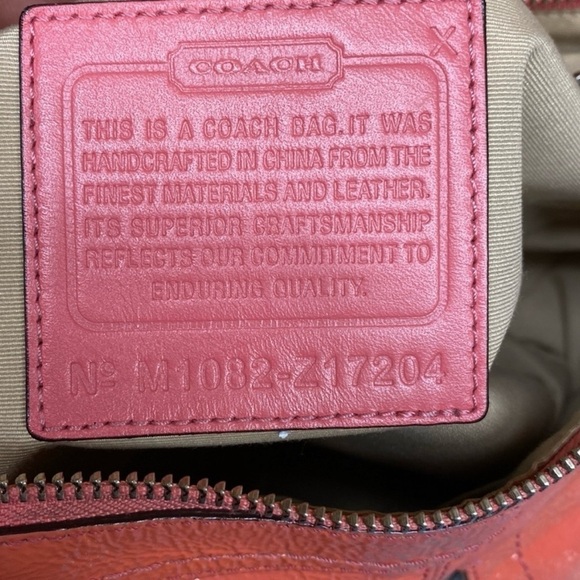 COACH
X
THIS IS A COACH BAG. IT WAS
HANDCRAFTED IN CHINA FROM THE
FINEST MATERIALS AND LEATHER.
ITS SUPERIOR CRAFTSMANSHIP
REFLECTS OUR COMMITMENT TO
ENDURING QUALITY.
Nº M1082-Z17204